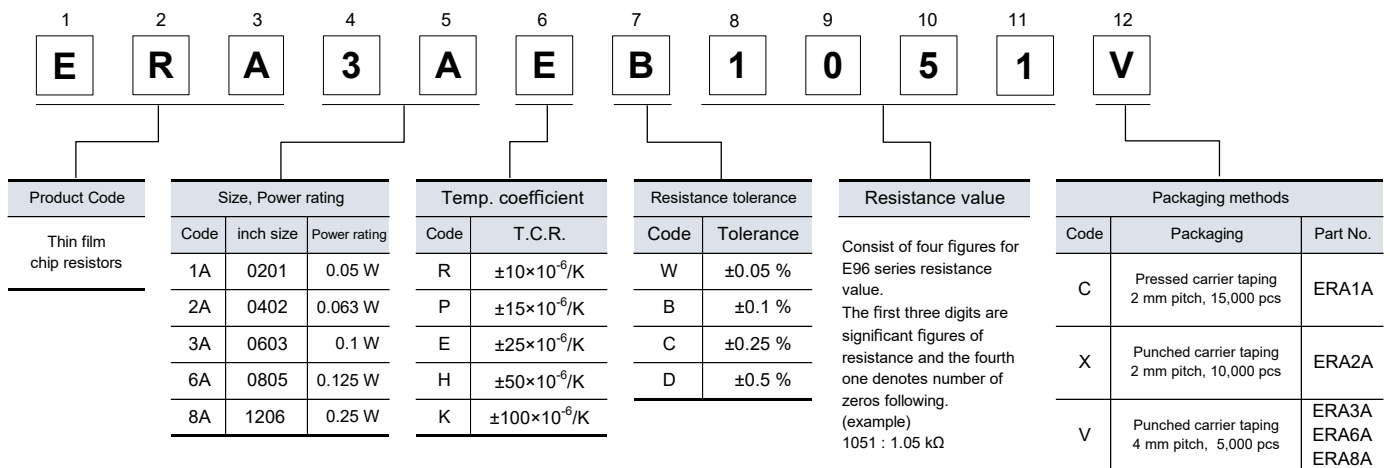 1 2 3 4 5 6 7 8 9 10 11 12
E R A 3 A E B 1 0 5 1 V
Product Code
Thin film
chip resistors
Size, Power rating
Code inch size Power rating
1A 0201 0.05 W
2A 0402 0.063 W
3A 0603 0.1 W
6A 0805 0.125 W
8A 1206 0.25 W
Temp. coefficient
Code T.C.R.
R ±10×10⁻⁶/K
P ±15×10⁻⁶/K
E ±25×10⁻⁶/K
H ±50×10⁻⁶/K
K ±100×10⁻⁶/K
Resistance tolerance
Code Tolerance
W ±0.05 %
B ±0.1 %
C ±0.25 %
D ±0.5 %
Resistance value
Consist of four figures for
E96 series resistance
value.
The first three digits are
significant figures of
resistance and the fourth
one denotes number of
zeros following.
(example)
1051 : 1.05 kΩ
Packaging methods
Code Packaging Part No.
C Pressed carrier taping
2 mm pitch, 15,000 pcs
ERA1A
X Punched carrier taping
2 mm pitch, 10,000 pcs
ERA2A
V Punched carrier taping
4 mm pitch, 5,000 pcs
ERA3A
ERA6A
ERA8A